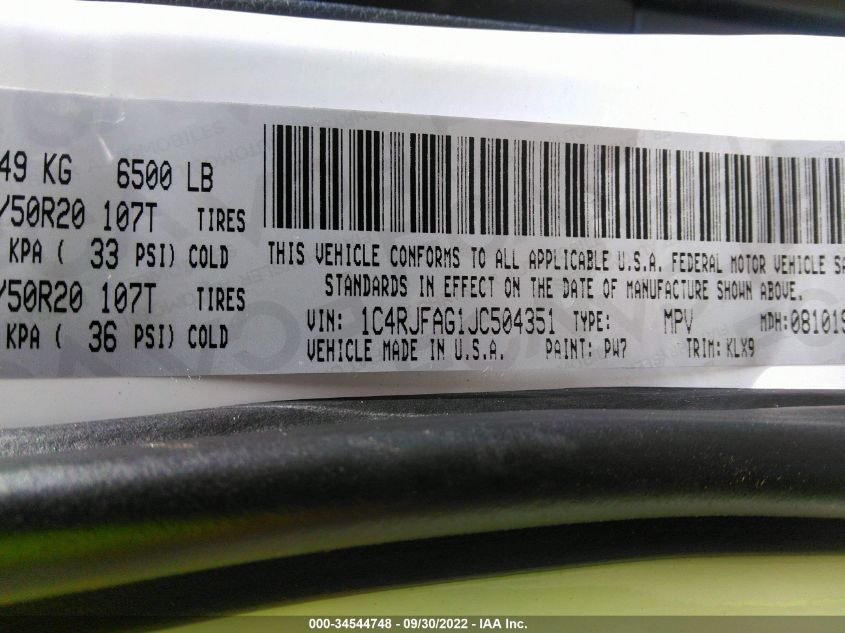 49 KG 6500 LB
/50R20 107T TIRES
KPA ( 33 PSI) COLD
/50R20 107T TIRES
KPA ( 36 PSI) COLD
THIS VEHICLE CONFORMS TO ALL APPLICABLE U.S.A. FEDERAL MOTOR VEHICLE SA
STANDARDS IN EFFECT ON THE DATE OF MANUFACTURE SHOWN ABOVE.
VIN: 1C4RJFAG1JC504351 TYPE: MPV MDH:081019
VEHICLE MADE IN U.S.A. PAINT: PW7 TRIM: KLX9
000-34544748 - 09/30/2022 - IAA Inc.